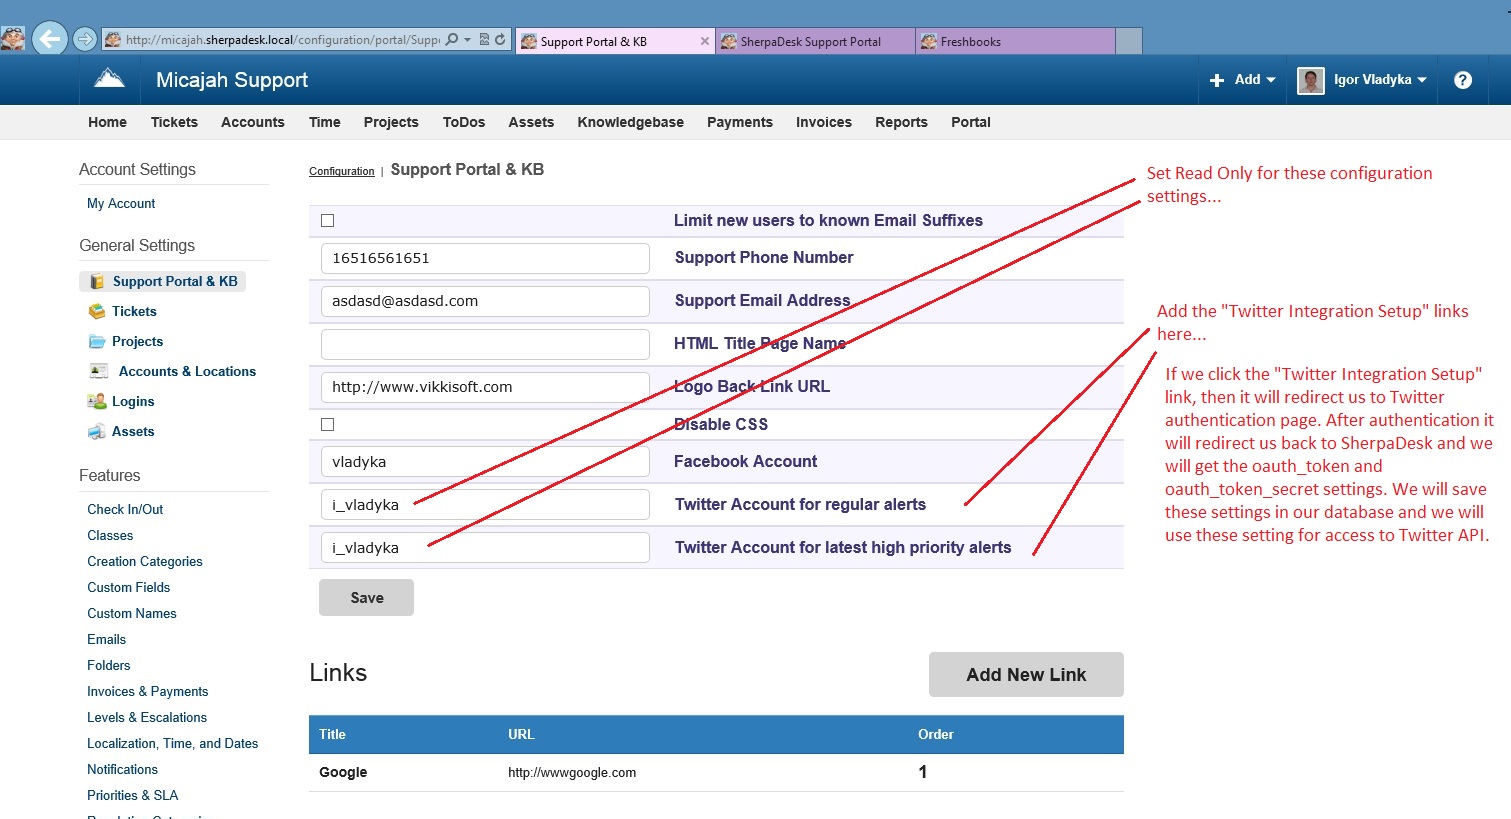 http://micajah.sherpadesk.local/configuration/portal/Supp
Support Portal & KB
SherpaDesk Support Portal
Freshbooks
Micajah Support
Add
Igor Vladyka
?
Home Tickets Accounts Time Projects ToDos Assets Knowledgebase Payments Invoices Reports Portal
Account Settings
My Account
General Settings
Support Portal & KB
Tickets
Projects
Accounts & Locations
Logins
Assets
Features
Check In/Out
Classes
Creation Categories
Custom Fields
Custom Names
Emails
Folders
Invoices & Payments
Levels & Escalations
Localization, Time, and Dates
Notifications
Priorities & SLA
Configuration | Support Portal & KB
Limit new users to known Email Suffixes
16516561651 Support Phone Number
asdasd@asdasd.com Support Email Address
HTML Title Page Name
http://www.vikkisoft.com Logo Back Link URL
Disable CSS
vladyka Facebook Account
i_vladyka Twitter Account for regular alerts
i_vladyka Twitter Account for latest high priority alerts
Save
Links
Add New Link
Title URL Order
Google http://wwwgoogle.com 1
Set Read Only for these configuration
settings...
Add the "Twitter Integration Setup" links
here...
If we click the "Twitter Integration Setup"
link, then it will redirect us to Twitter
authentication page. After authentication it
will redirect us back to SherpaDesk and we
will get the oauth_token and
oauth_token_secret settings. We will save
these settings in our database and we will
use these setting for access to Twitter API.